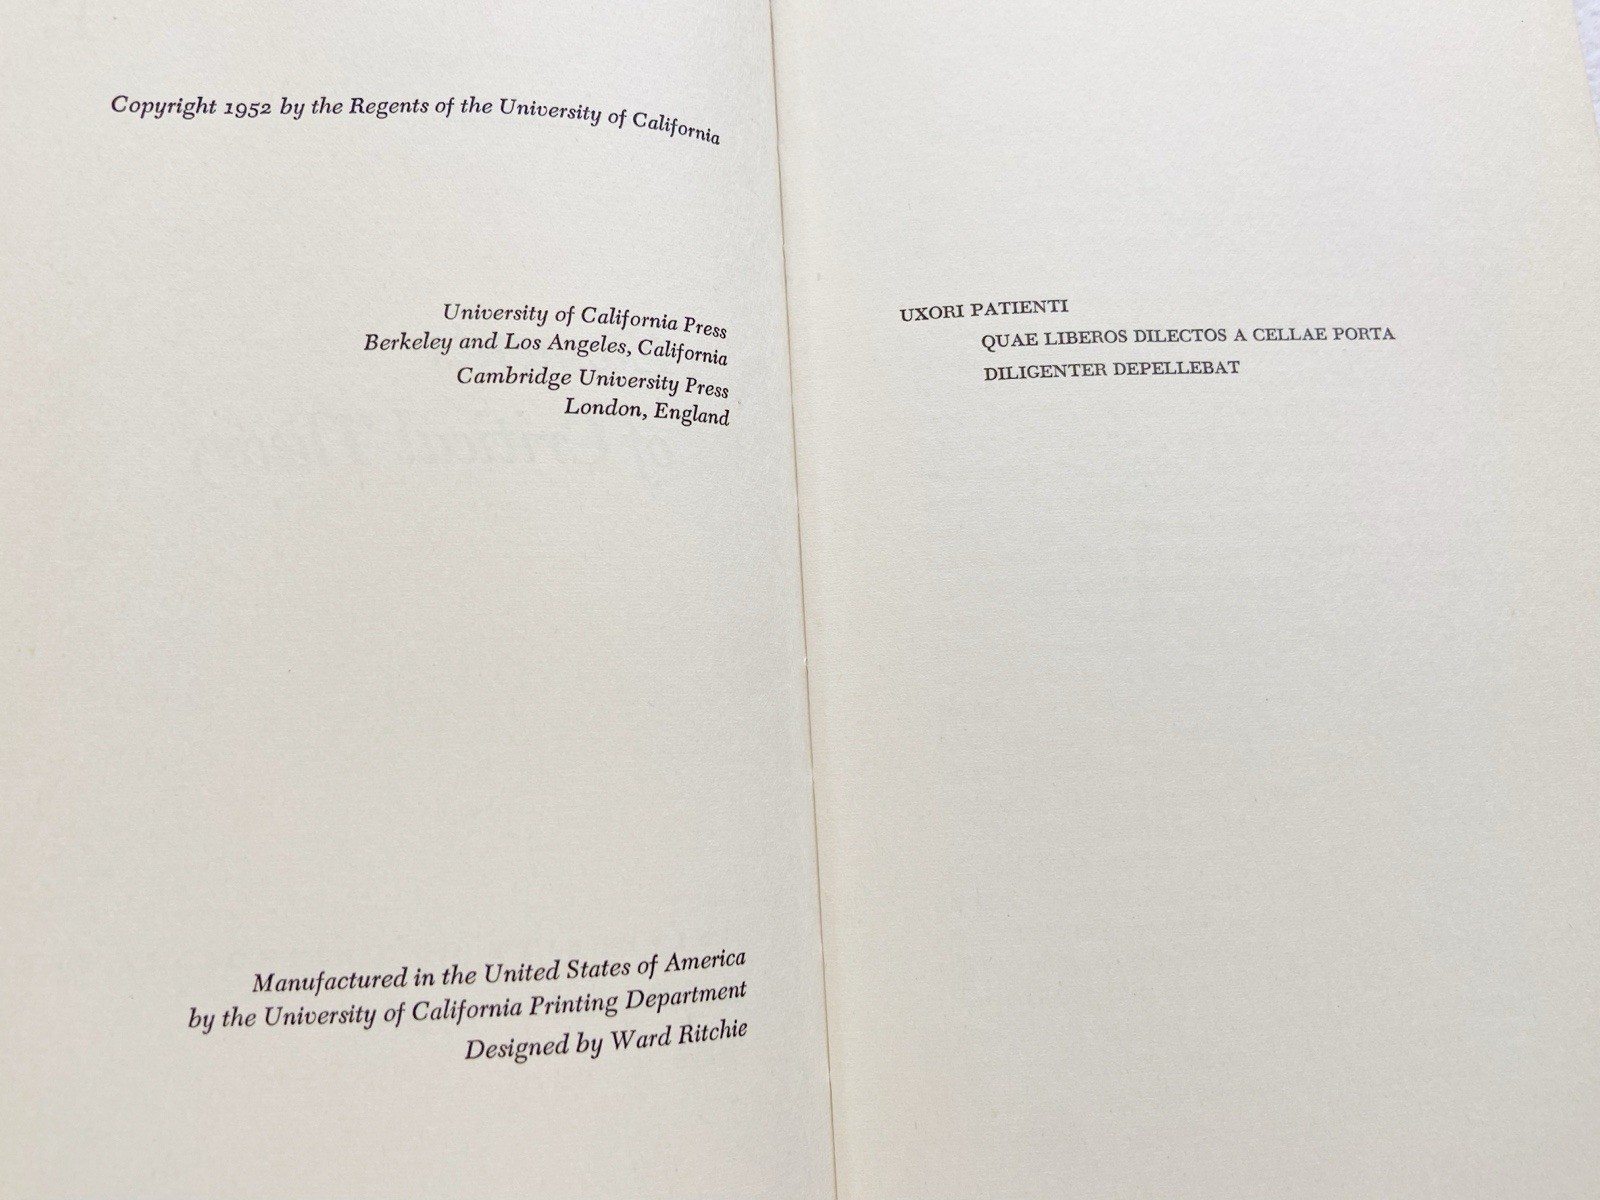 Copyright 1952 by the Regents of the University of California
University of California Press
Berkeley and Los Angeles, California
Cambridge University Press
London, England
Manufactured in the United States of America
by the University of California Printing Department
Designed by Ward Ritchie
UXORI PATIENTI
QUAE LIBEROS DILECTOS A CELLAE PORTA
DILIGENTER DEPELLEBAT